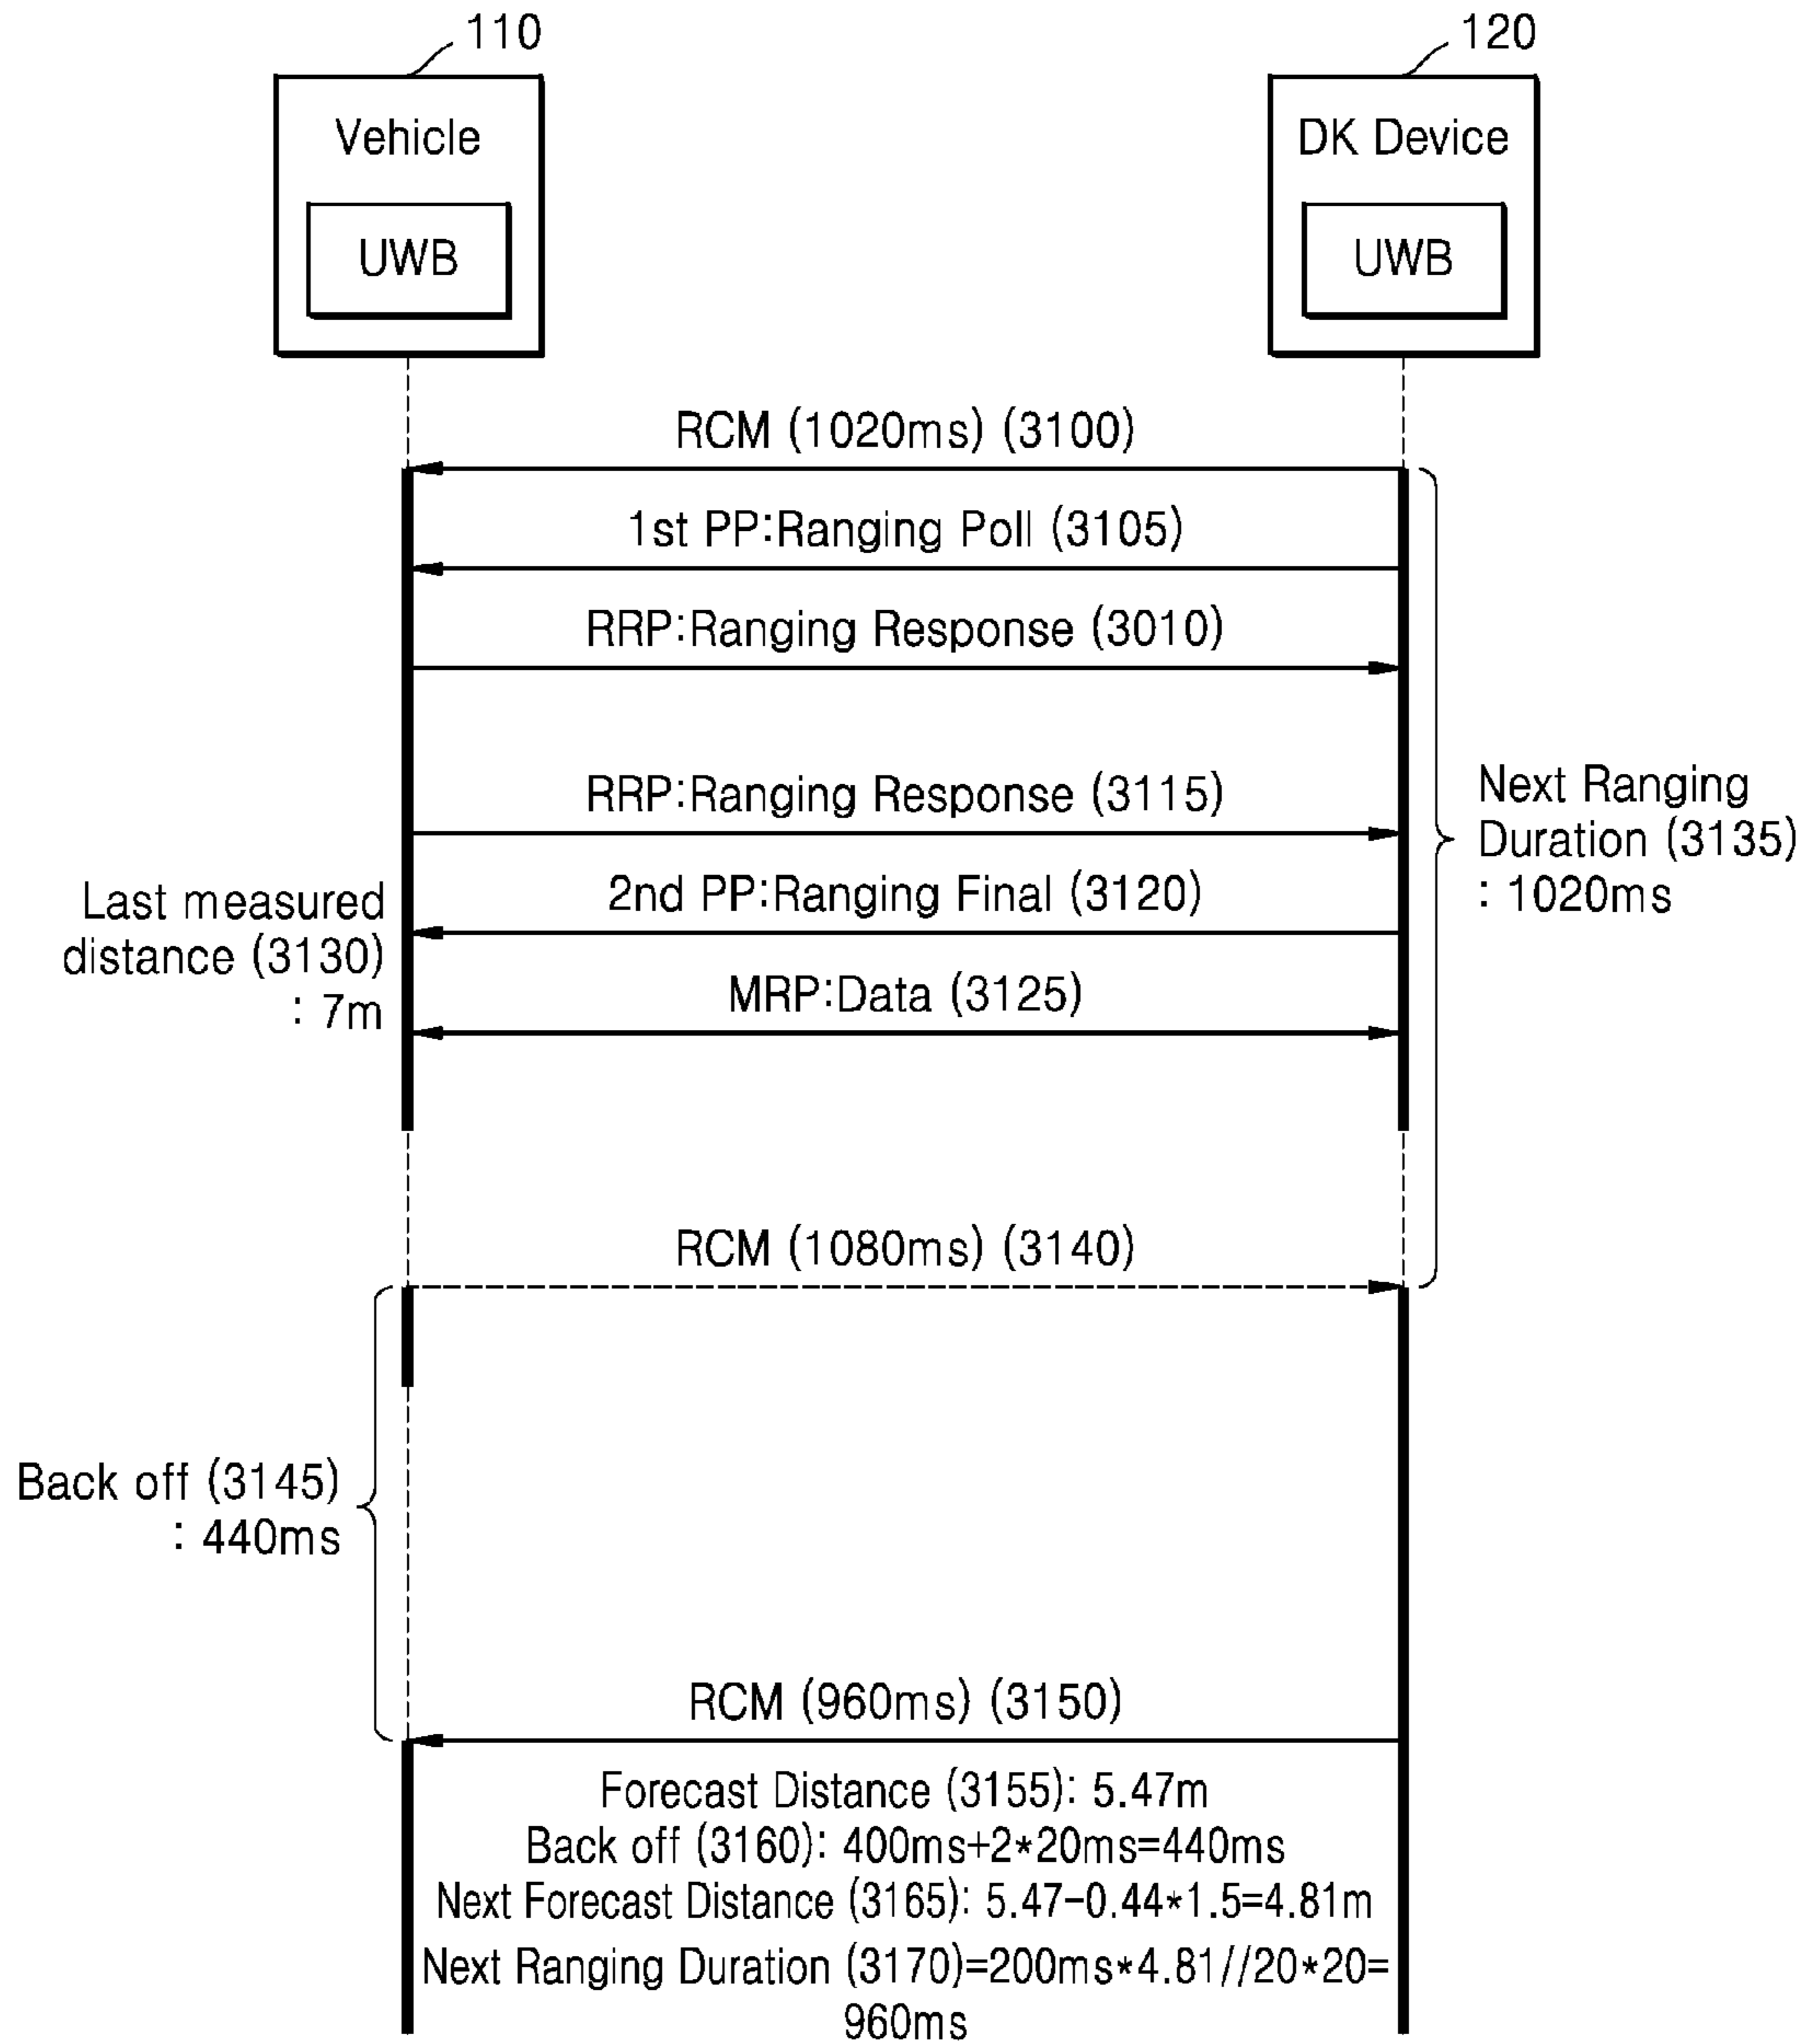 110
120
Vehicle
DK Device
UWB
UWB
RCM (1020ms) (3100)
1st PP:Ranging Poll (3105)
RRP:Ranging Response (3010)
RRP:Ranging Response (3115)
Next Ranging
Duration (3135)
: 1020ms
2nd PP:Ranging Final (3120)
Last measured
distance (3130)
: 7m
MRP:Data (3125)
RCM (1080ms) (3140)
Back off (3145)
: 440ms
RCM (960ms) (3150)
Forecast Distance (3155): 5.47m
Back off (3160): 400ms+2*20ms=440ms
Next Forecast Distance (3165): 5.47-0.44*1.5=4.81m
Next Ranging Duration (3170)=200ms*4.81//20*20=
960ms